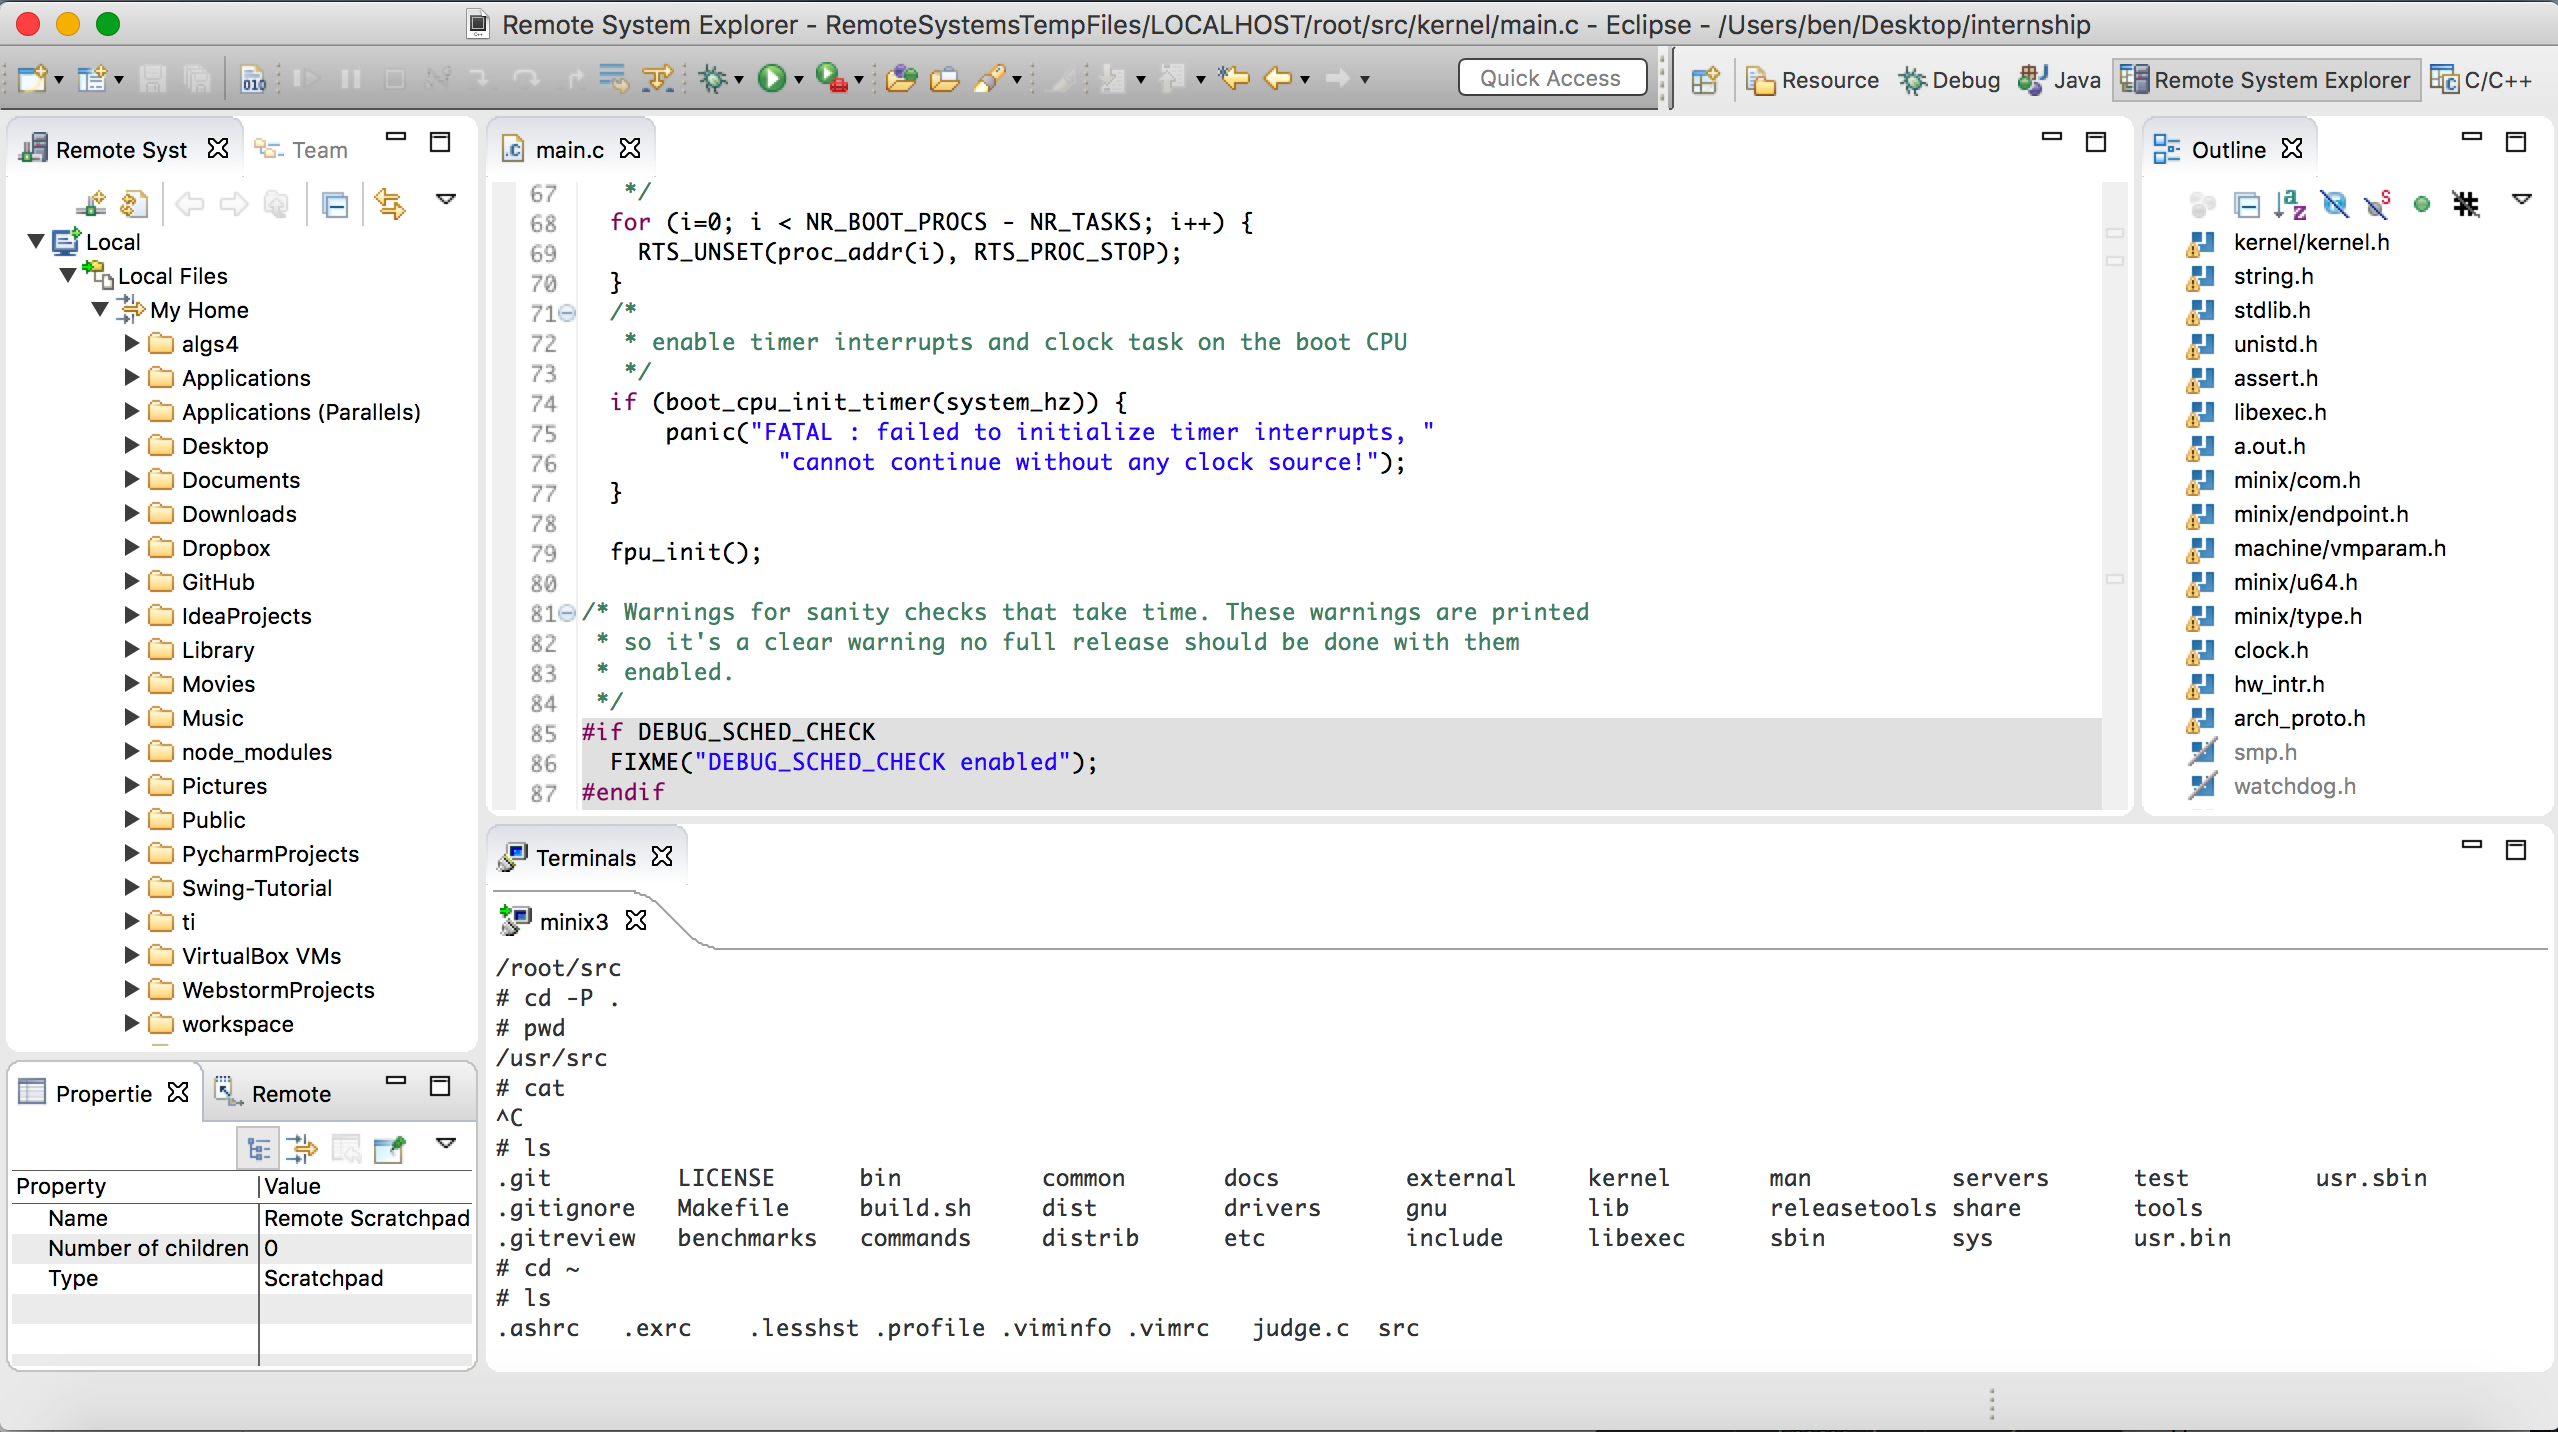 Remote System Explorer - RemoteSystemsTempFiles/LOCALHOST/root/src/kernel/main.c - Eclipse - /Users/ben/Desktop/internship
010
Quick Access
Resource
Debug
Java
Remote System Explorer
C/C++
Remote Syst
Team
Local
Local Files
My Home
algs4
Applications
Applications (Parallels)
Desktop
Documents
Downloads
Dropbox
GitHub
IdeaProjects
Library
Movies
Music
node_modules
Pictures
Public
PycharmProjects
Swing-Tutorial
ti
VirtualBox VMs
WebstormProjects
workspace
Propertie
Remote
Property Value
Name Remote Scratchpad
Number of children 0
Type Scratchpad
main.c
67    */
68   for (i=0; i < NR_BOOT_PROCS - NR_TASKS; i++) {
69     RTS_UNSET(proc_addr(i), RTS_PROC_STOP);
70   }
71   /*
72    * enable timer interrupts and clock task on the boot CPU
73    */
74   if (boot_cpu_init_timer(system_hz)) {
75       panic("FATAL : failed to initialize timer interrupts, "
76               "cannot continue without any clock source!");
77   }
78
79   fpu_init();
80
81 /* Warnings for sanity checks that take time. These warnings are printed
82  * so it's a clear warning no full release should be done with them
83  * enabled.
84  */
85 #if DEBUG_SCHED_CHECK
86   FIXME("DEBUG_SCHED_CHECK enabled");
87 #endif
Outline
kernel/kernel.h
string.h
stdlib.h
unistd.h
assert.h
libexec.h
a.out.h
minix/com.h
minix/endpoint.h
machine/vmparam.h
minix/u64.h
minix/type.h
clock.h
hw_intr.h
arch_proto.h
smp.h
watchdog.h
Terminals
minix3
/root/src
# cd -P .
# pwd
/usr/src
# cat
^C
# ls
.git         LICENSE      bin          common       docs         external     kernel       man          servers      test         usr.sbin
.gitignore   Makefile     build.sh     dist         drivers      gnu          lib          releasetools share        tools
.gitreview   benchmarks   commands     distrib      etc          include      libexec      sbin         sys          usr.bin
# cd ~
# ls
.ashrc   .exrc    .lesshst .profile .viminfo .vimrc   judge.c  src